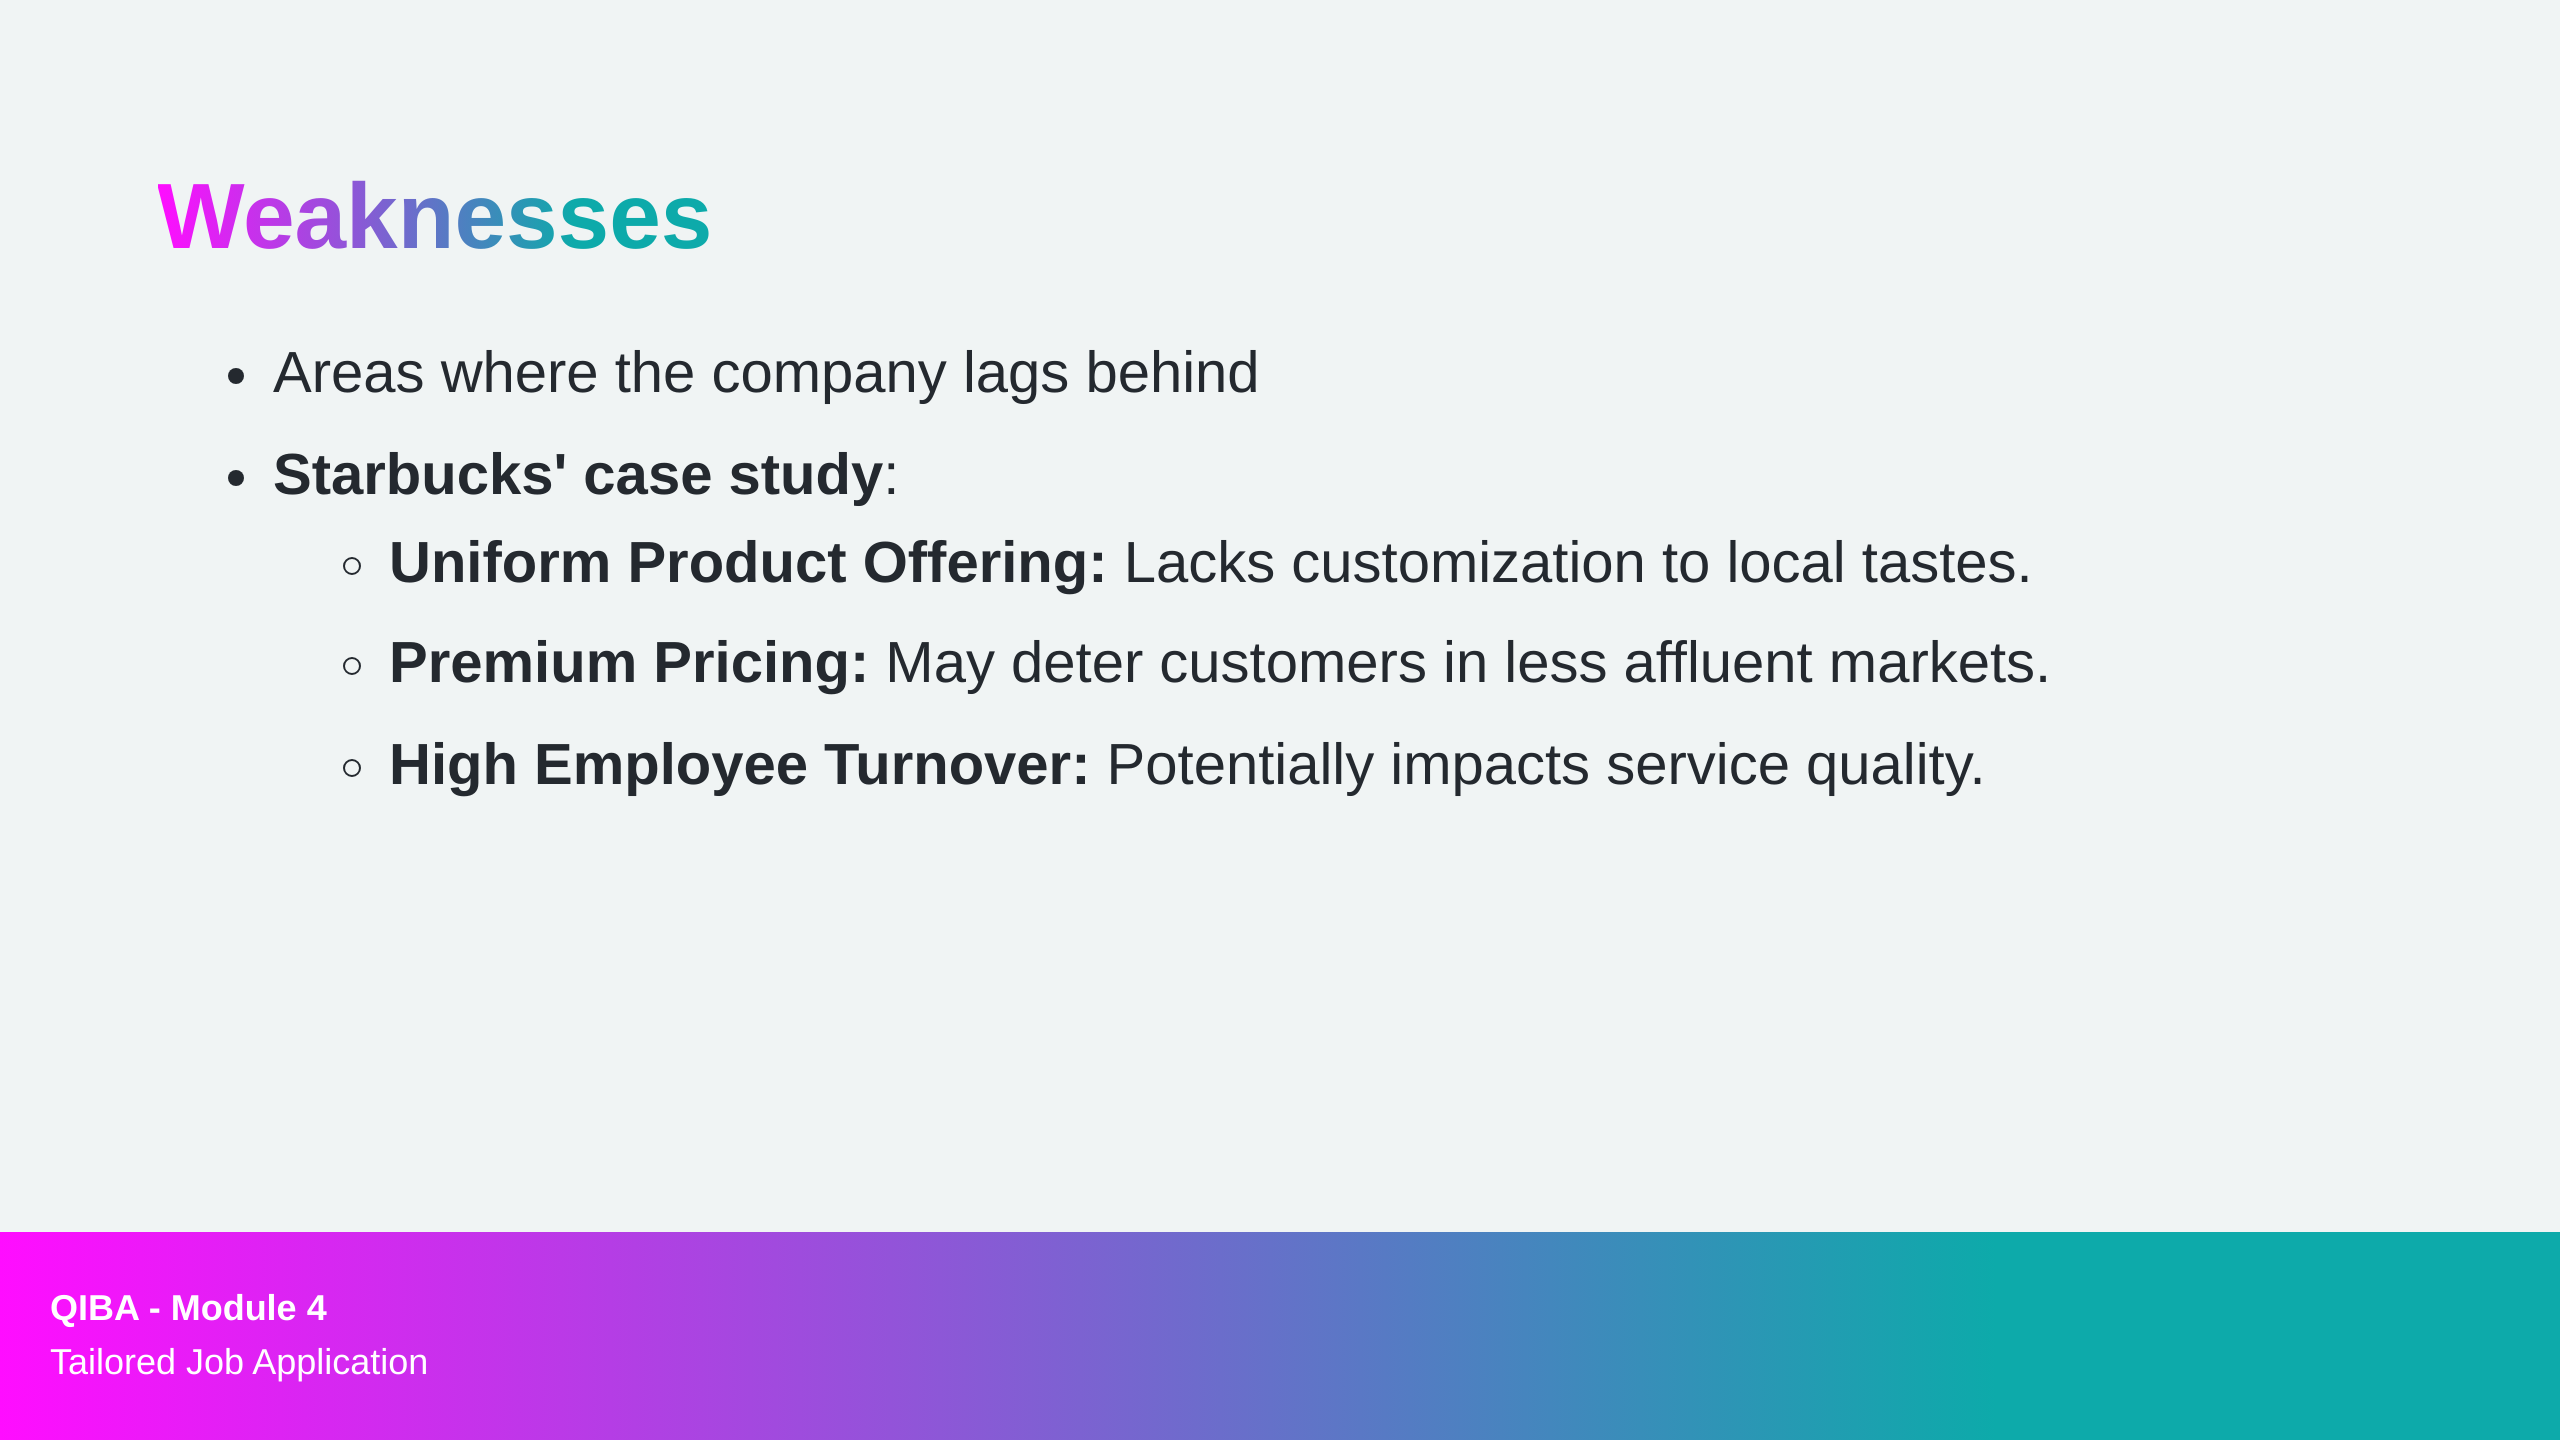 Weaknesses
• Areas where the company lags behind
• Starbucks' case study:
◦ Uniform Product Offering: Lacks customization to local tastes.
◦ Premium Pricing: May deter customers in less affluent markets.
◦ High Employee Turnover: Potentially impacts service quality.
QIBA - Module 4
Tailored Job Application